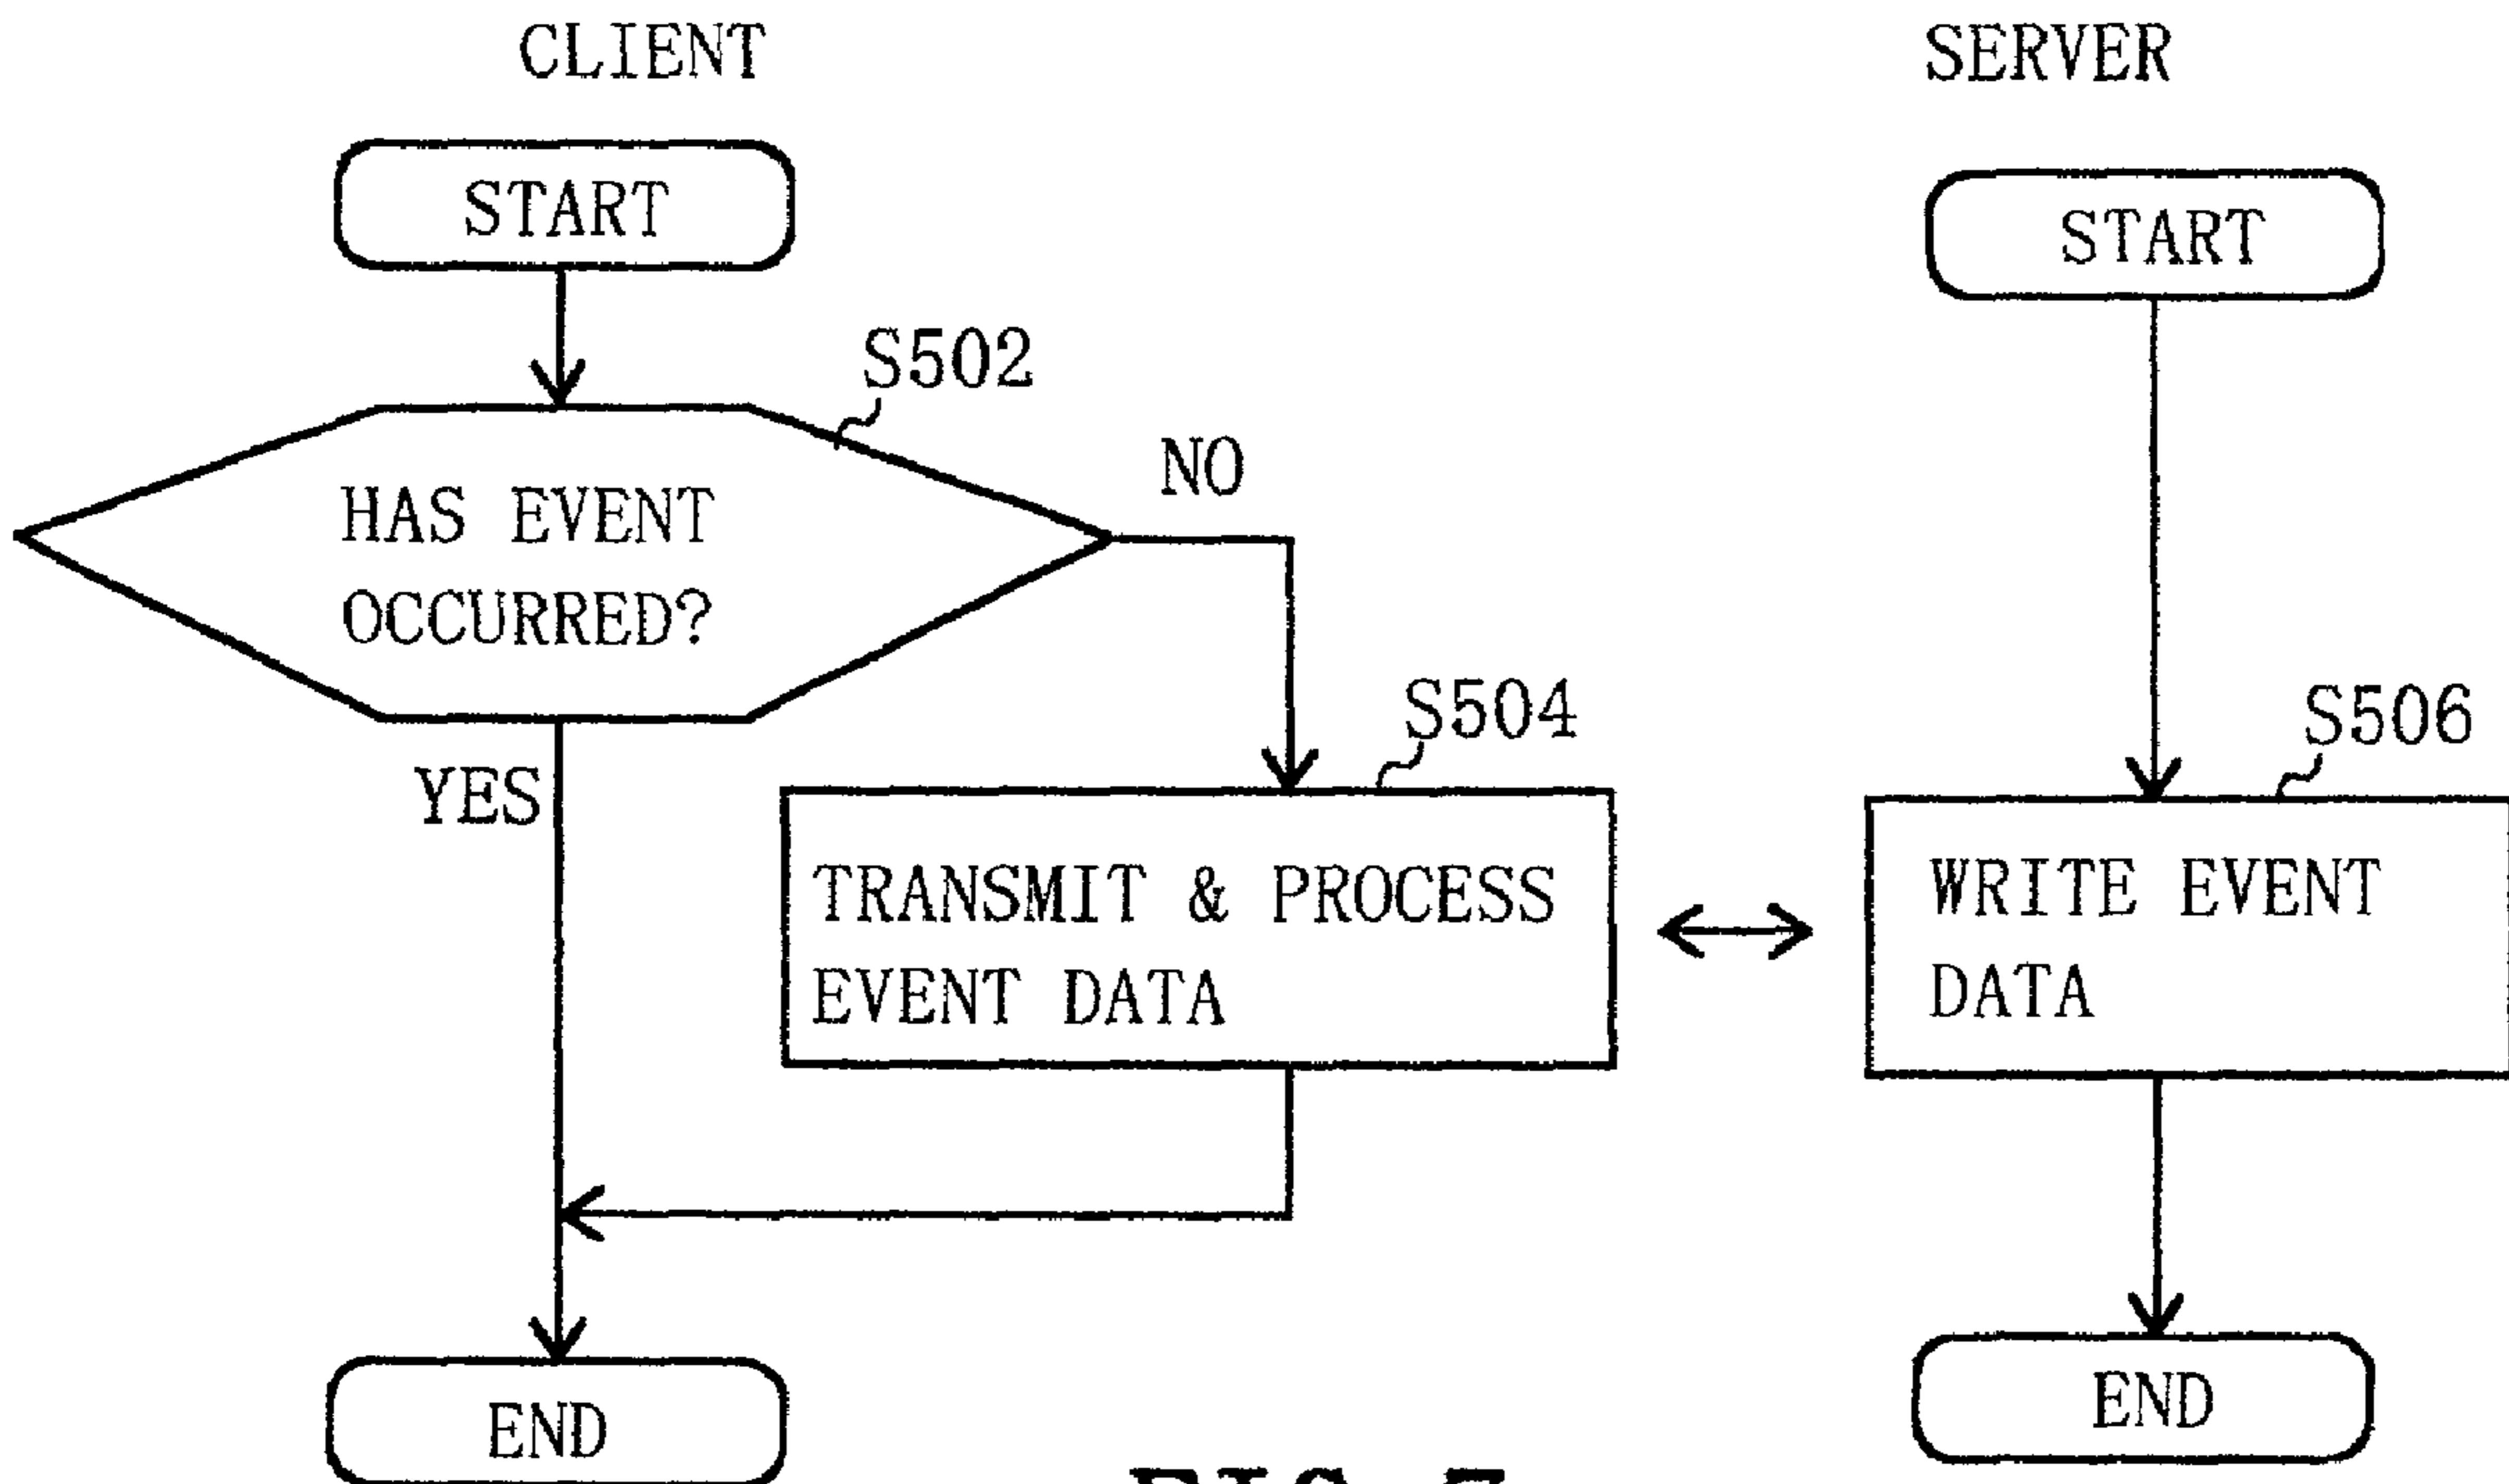 CLIENT
START
S502
HAS EVENT
OCCURRED?
NO
YES
S504
TRANSMIT & PROCESS
EVENT DATA
END
SERVER
START
S506
WRITE EVENT
DATA
END